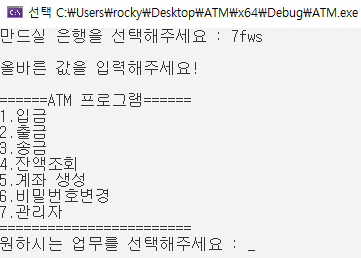 선택 C:₩Users₩rocky₩Desktop₩ATM₩x64₩Debug₩ATM.exe
만드실 은행을 선택해주세요 : 7fws
올바른 값을 입력해주세요!
======ATM 프로그램======
1.입금
2.출금
3.송금
4.잔액조회
5.계좌 생성
6.비밀번호변경
7.관리자
========================
원하시는 업무를 선택해주세요 : _